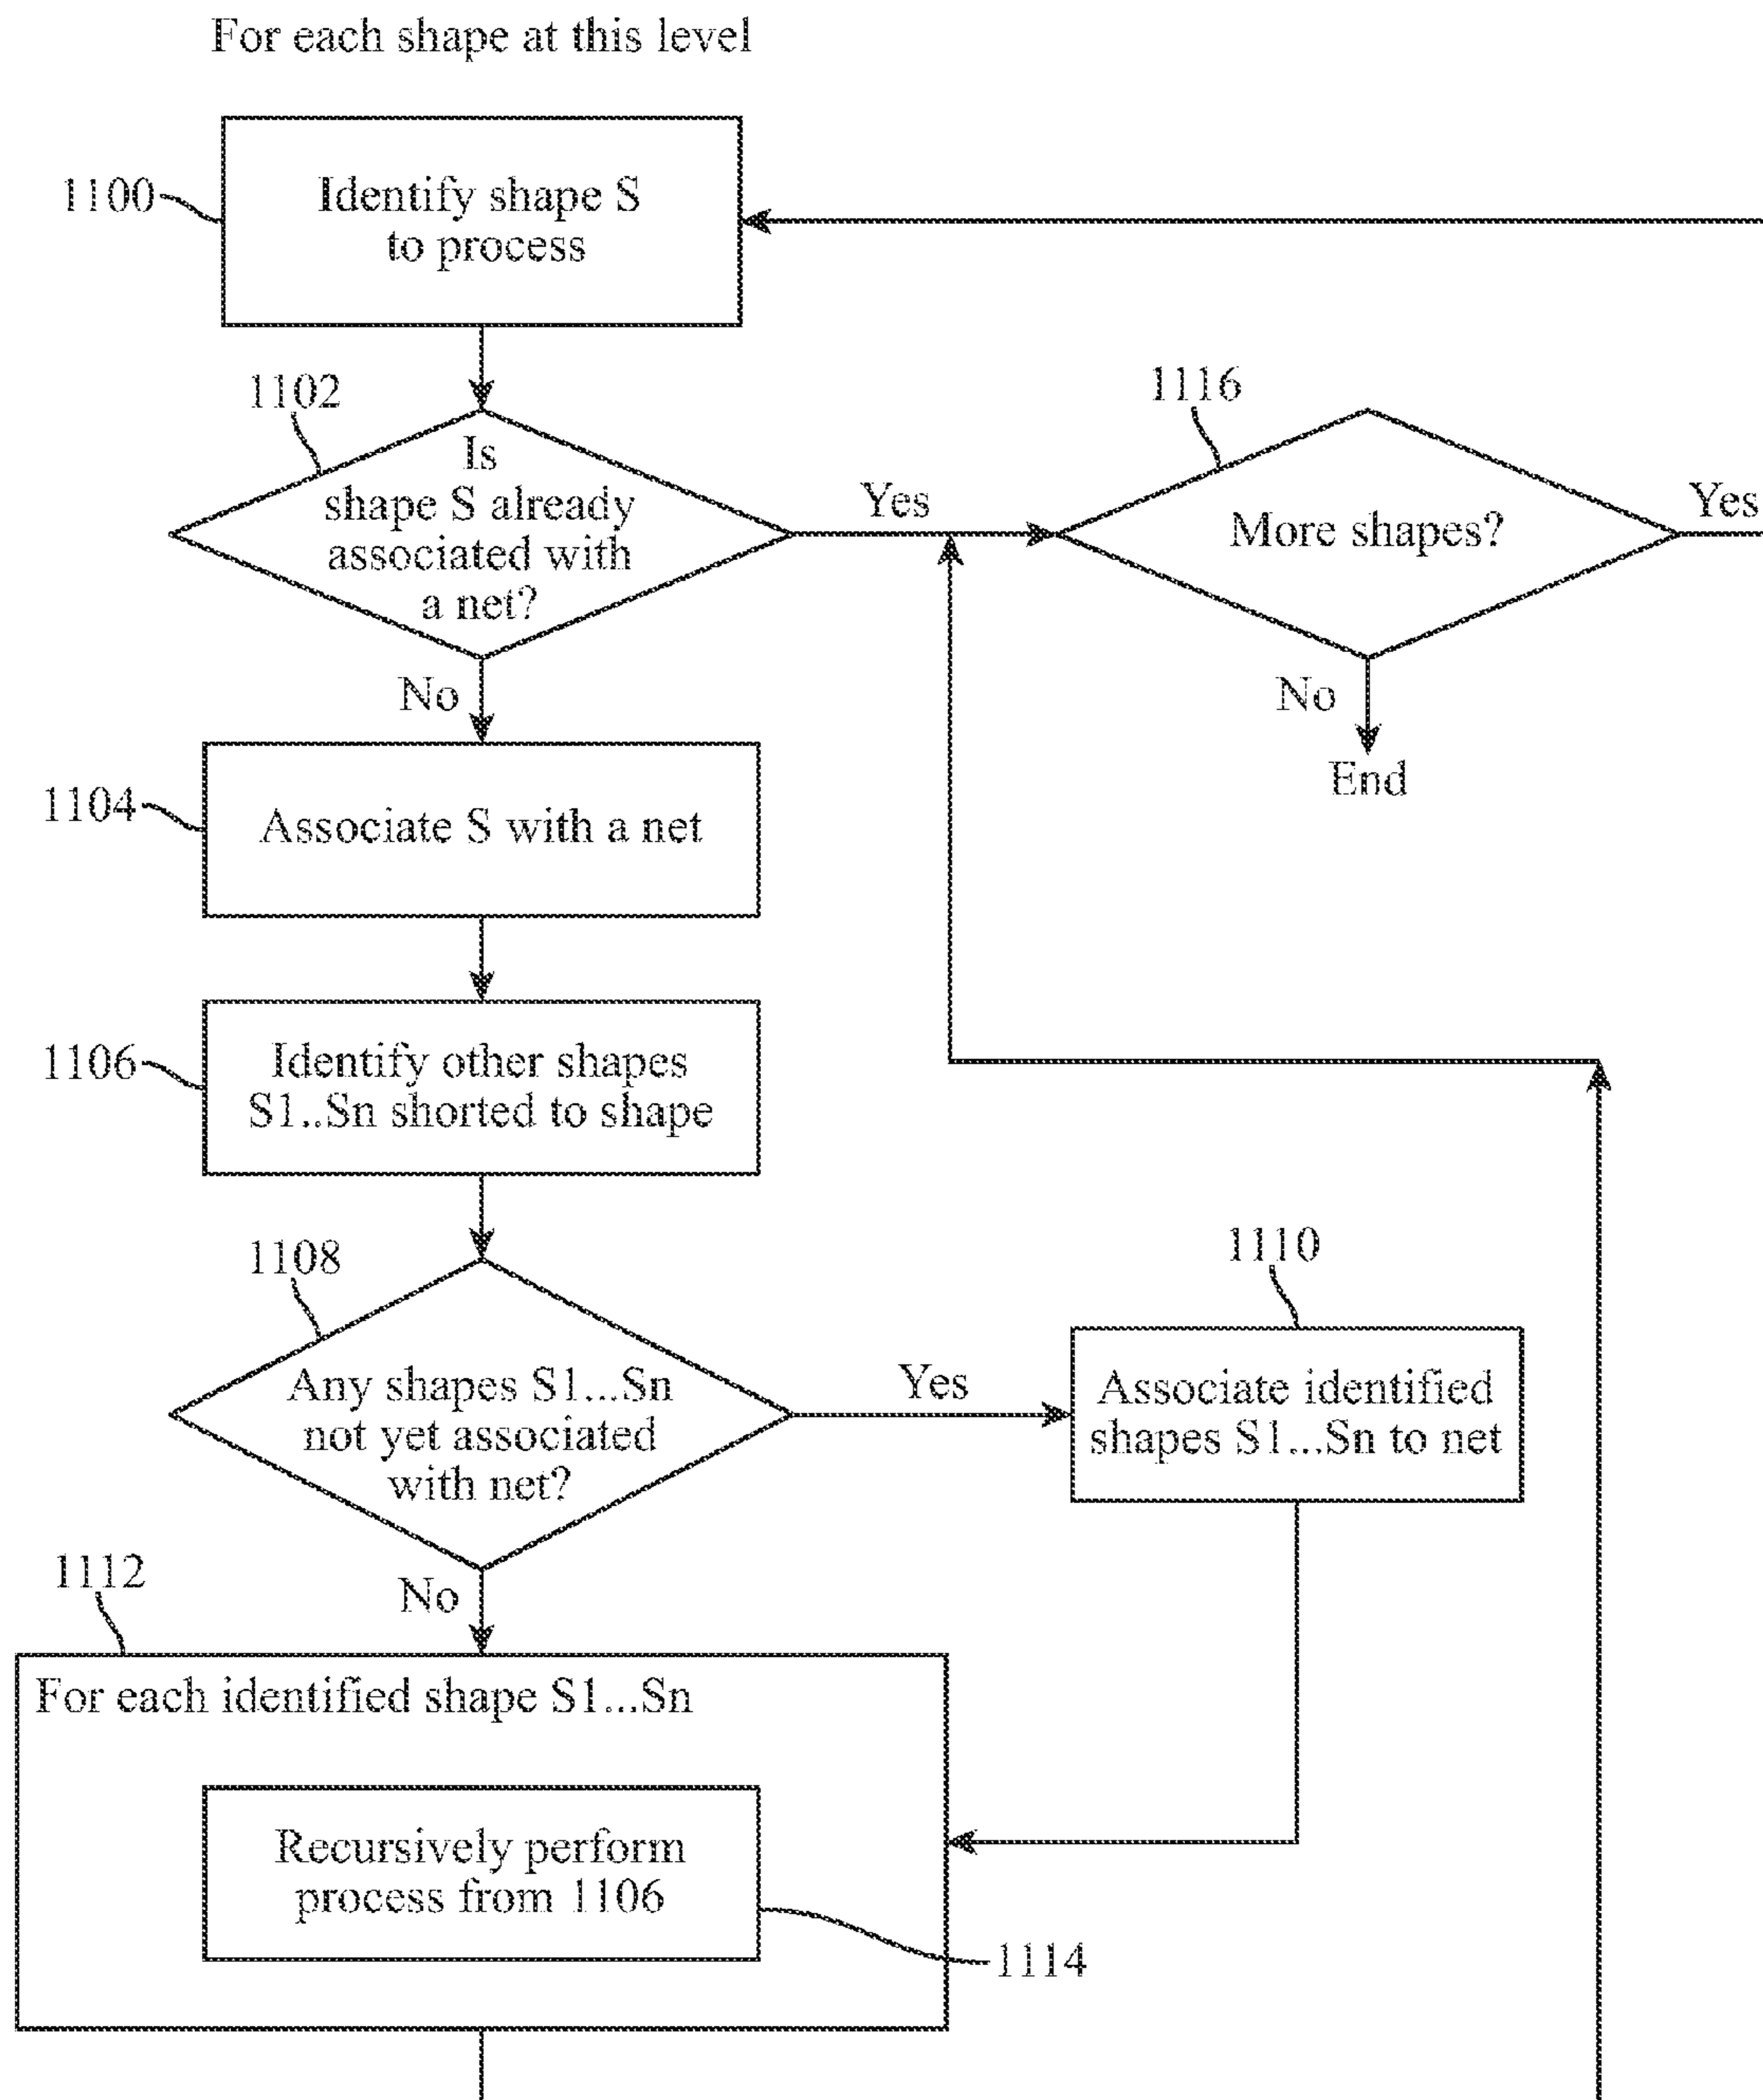 For each shape at this level
1100
Identify shape S
to process
1102
Is
shape S already
associated with
a net?
Yes
1116
More shapes?
Yes
No
No
End
1104
Associate S with a net
1106
Identify other shapes
S1..Sn shorted to shape
1108
Any shapes S1...Sn
not yet associated
with net?
Yes
1110
Associate identified
shapes S1...Sn to net
No
1112
For each identified shape S1...Sn
Recursively perform
process from 1106
1114